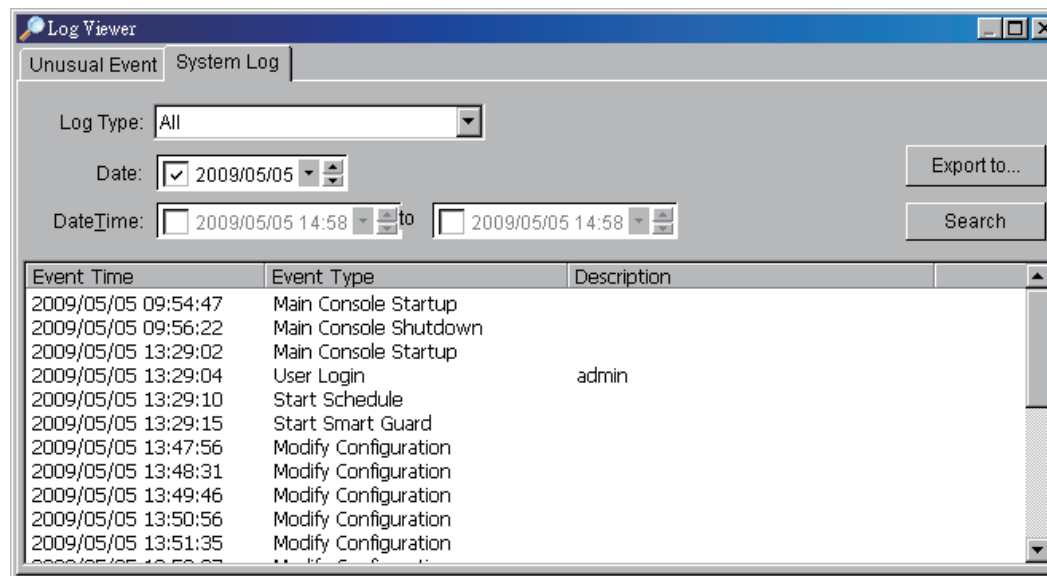 Log Viewer
Unusual Event System Log
Log Type: All
Date: 2009/05/05
Export to...
DateTime: 2009/05/05 14:58 to 2009/05/05 14:58
Search
Event Time Event Type Description
2009/05/05 09:54:47 Main Console Startup
2009/05/05 09:56:22 Main Console Shutdown
2009/05/05 13:29:02 Main Console Startup
2009/05/05 13:29:04 User Login admin
2009/05/05 13:29:10 Start Schedule
2009/05/05 13:29:15 Start Smart Guard
2009/05/05 13:47:56 Modify Configuration
2009/05/05 13:48:31 Modify Configuration
2009/05/05 13:49:46 Modify Configuration
2009/05/05 13:50:56 Modify Configuration
2009/05/05 13:51:35 Modify Configuration